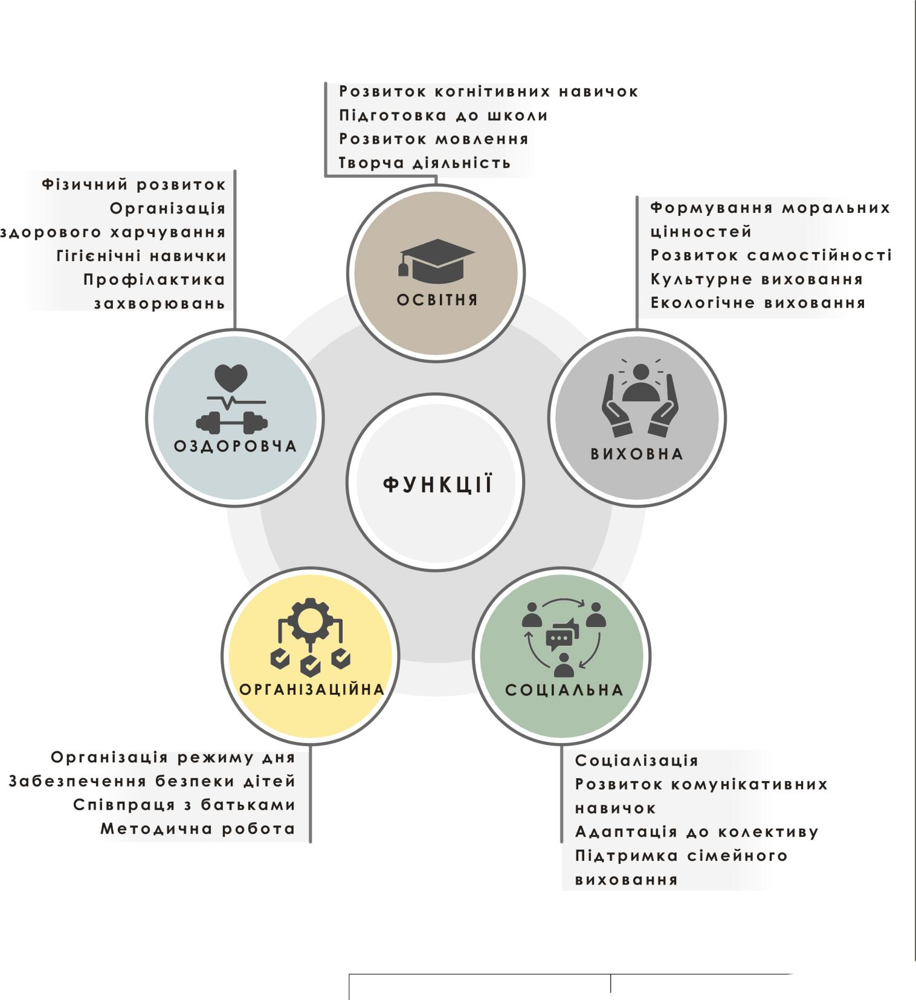 Розвиток когнітивних навичок
Підготовка до школи
Розвиток мовлення
Творча діяльність
ОСВІТНЯ
Фізичний розвиток
Організація
здорового харчування
Гігієнічні навички
Профілактика
захворювань
ОЗДОРОВЧА
Формування моральних
цінностей
Розвиток самостійності
Культурне виховання
Екологічне виховання
ВИХОВНА
ФУНКЦІЇ
ОРГАНІЗАЦІЙНА
Організація режиму дня
Забезпечення безпеки дітей
Співпраця з батьками
Методична робота
СОЦІАЛЬНА
Соціалізація
Розвиток комунікативних
навичок
Адаптація до колективу
Підтримка сімейного
виховання